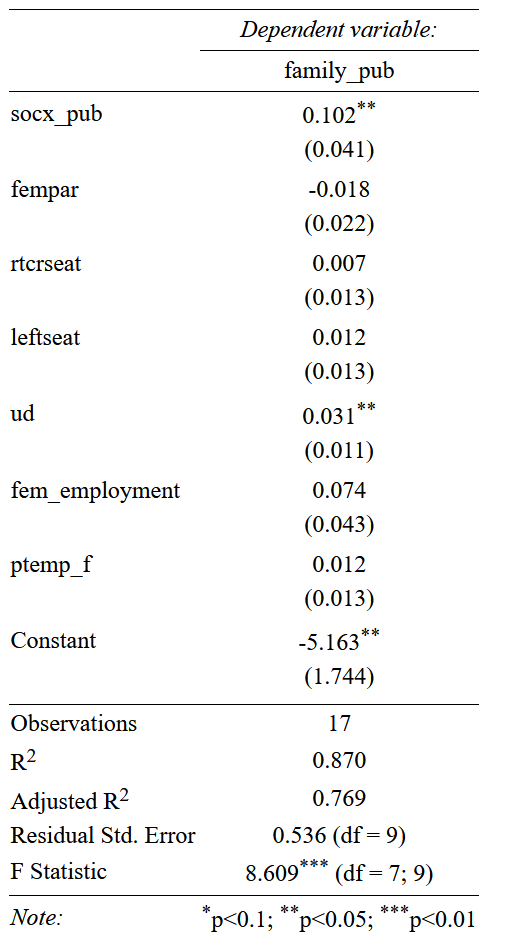 Dependent variable:
family_pub
socx_pub 0.102**
(0.041)
fempar -0.018
(0.022)
rtcrseat 0.007
(0.013)
leftseat 0.012
(0.013)
ud 0.031**
(0.011)
fem_employment 0.074
(0.043)
ptemp_f 0.012
(0.013)
Constant -5.163**
(1.744)
Observations 17
R2 0.870
Adjusted R2 0.769
Residual Std. Error 0.536 (df = 9)
F Statistic 8.609*** (df = 7; 9)
Note: *p<0.1; **p<0.05; ***p<0.01